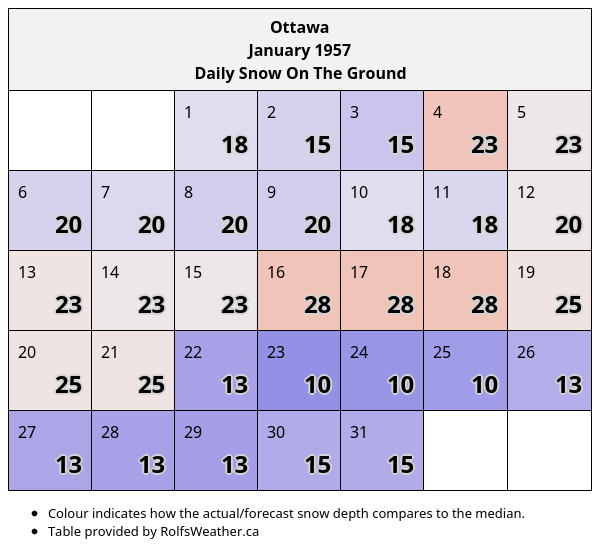 Ottawa
January 1957
Daily Snow On The Ground
1 2 3 4 5
18 15 15 23 23
6 7 8 9 10 11 12
20 20 20 20 18 18 20
13 14 15 16 17 18 19
23 23 23 28 28 28 25
20 21 22 23 24 25 26
25 25 13 10 10 10 13
27 28 29 30 31
13 13 13 15 15
• Colour indicates how the actual/forecast snow depth compares to the median.
• Table provided by RolfsWeather.ca